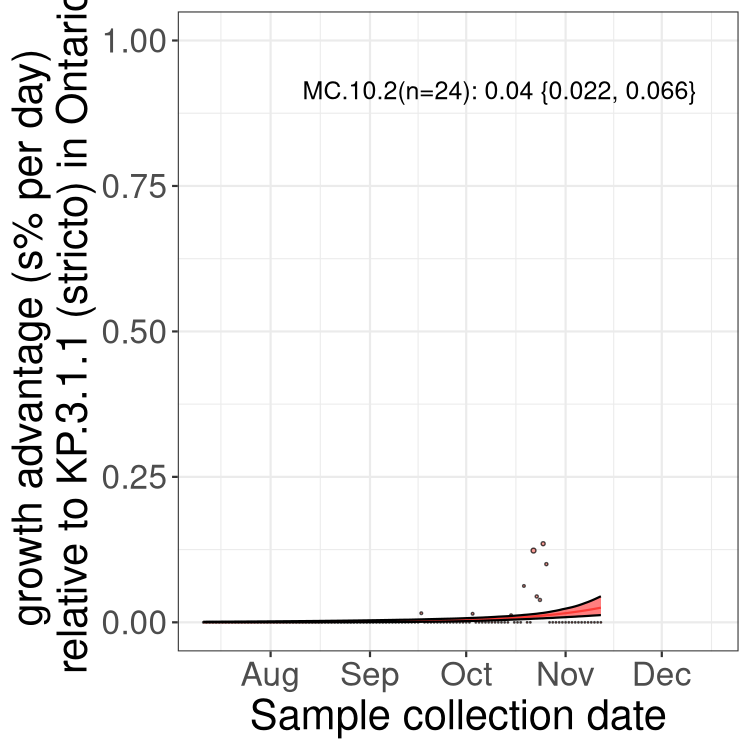 growth advantage (s% per day)
relative to KP.3.1.1 (stricto) in Ontario
1.00
0.75
0.50
0.25
0.00
MC.10.2(n=24): 0.04 {0.022, 0.066}
Aug Sep Oct Nov Dec
Sample collection date